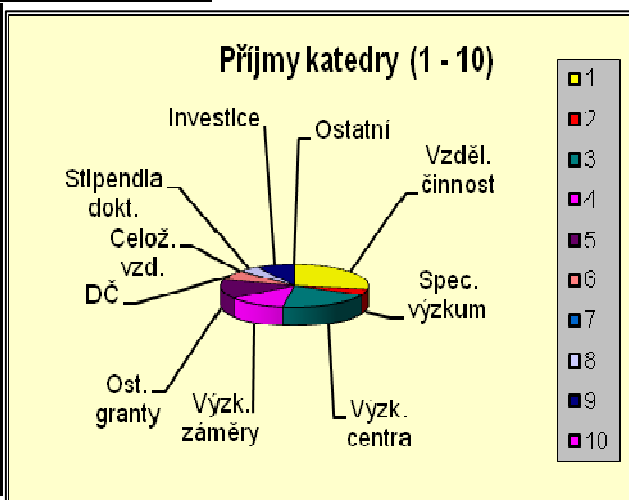 Příjmy katedry (1 - 10)
Investice
Ostatní
Vzděl.
činnost
Stipendia
dokt.
Celož.
vzd.
DČ
Spec.
výzkum
Ost.
granty
Výzk.
záměry
Výzk.
centra
1
2
3
4
5
6
7
8
9
10